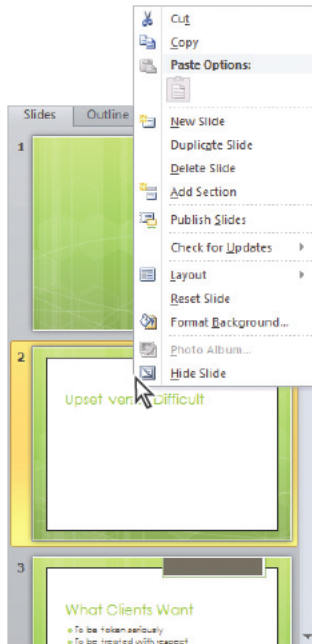 Cut
Copy
Paste Options:
Slides
Outline
New Slide
Duplicate Slide
Delete Slide
Add Section
Publish Slides
Check for Updates
Layout
Reset Slide
Format Background...
Photo Album...
Hide Slide
1
2
Upset Difficult
3
What Clients Want
To be taken seriously
To be treated with respect